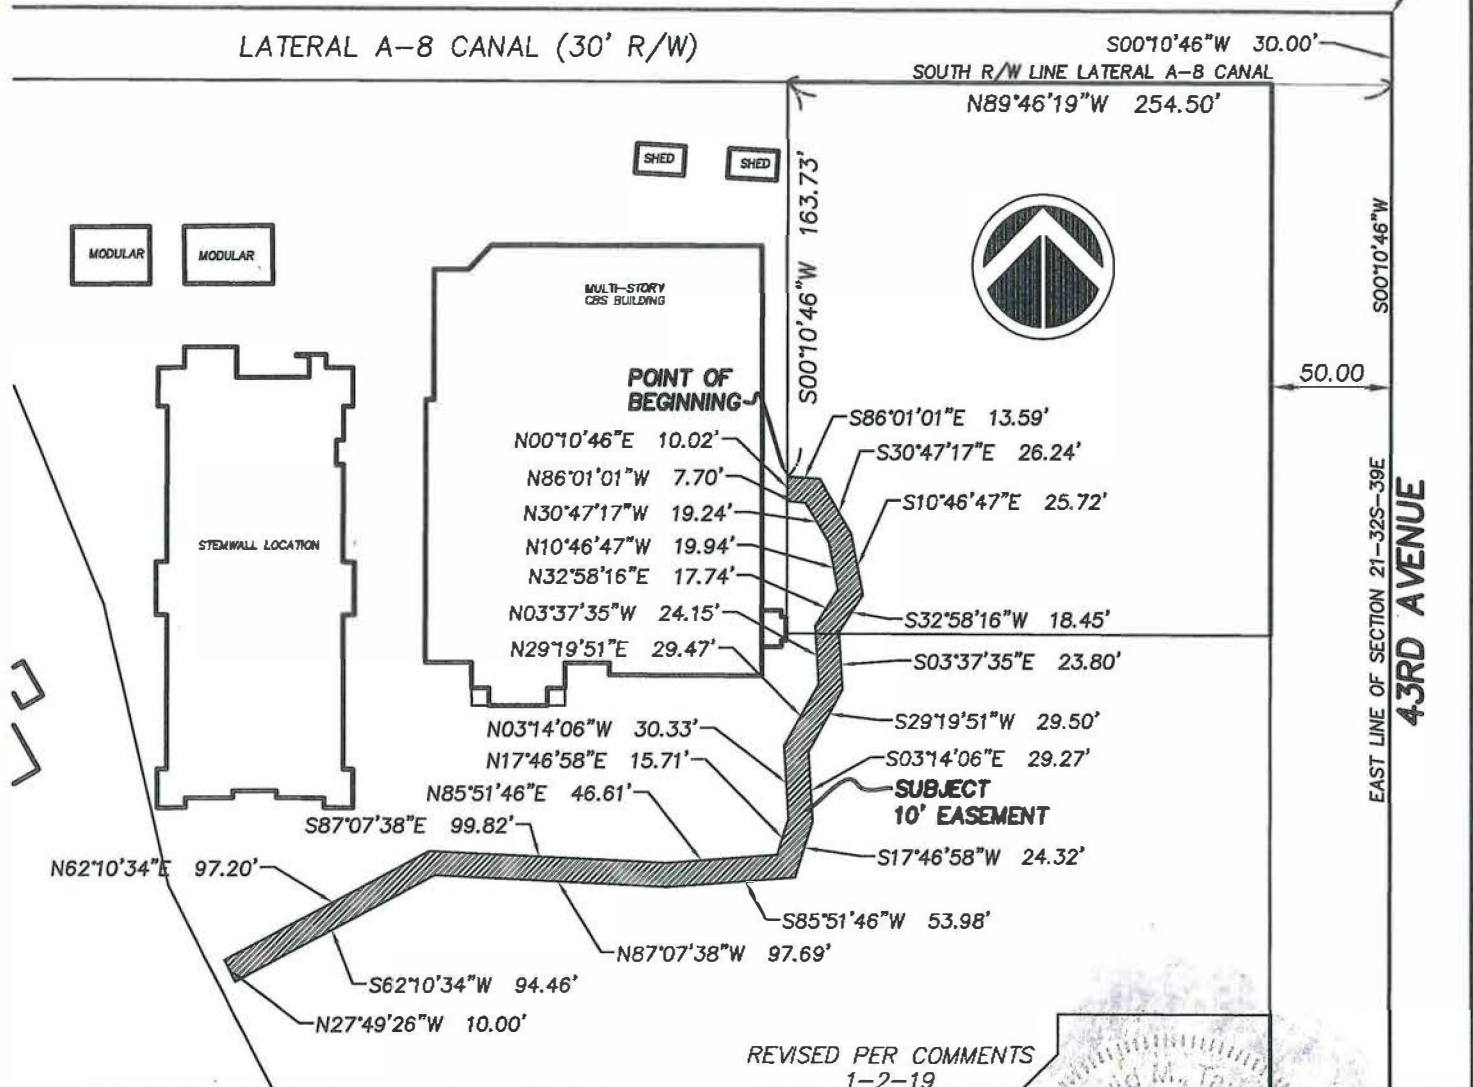 LATERAL A-8 CANAL (30' R/W)
S00°10'46"W 30.00'
SOUTH R/W LINE LATERAL A-8 CANAL
N89°46'19"W 254.50'
SHED
SHED
S00°10'46"W 163.73'
S00°10'46"W
MODULAR
MODULAR
MULTI-STORY
CBS BUILDING
POINT OF
BEGINNING
50.00
S86°01'01"E 13.59'
N00°10'46"E 10.02'
S30°47'17"E 26.24'
N86°01'01"W 7.70'
S10°46'47"E 25.72'
N30°47'17"W 19.24'
STEMWALL LOCATION
N10°46'47"W 19.94'
N32°58'16"E 17.74'
N03°37'35"W 24.15'
S32°58'16"W 18.45'
N29°19'51"E 29.47'
S03°37'35"E 23.80'
EAST LINE OF SECTION 21-32S-39E
43RD AVENUE
N03°14'06"W 30.33'
S29°19'51"W 29.50'
N17°46'58"E 15.71'
S03°14'06"E 29.27'
N85°51'46"E 46.61'
SUBJECT
10' EASEMENT
S87°07'38"E 99.82'
N62°10'34"E 97.20'
S17°46'58"W 24.32'
S85°51'46"W 53.98'
N87°07'38"W 97.69'
S62°10'34"W 94.46'
N27°49'26"W 10.00'
REVISED PER COMMENTS
1-2-19